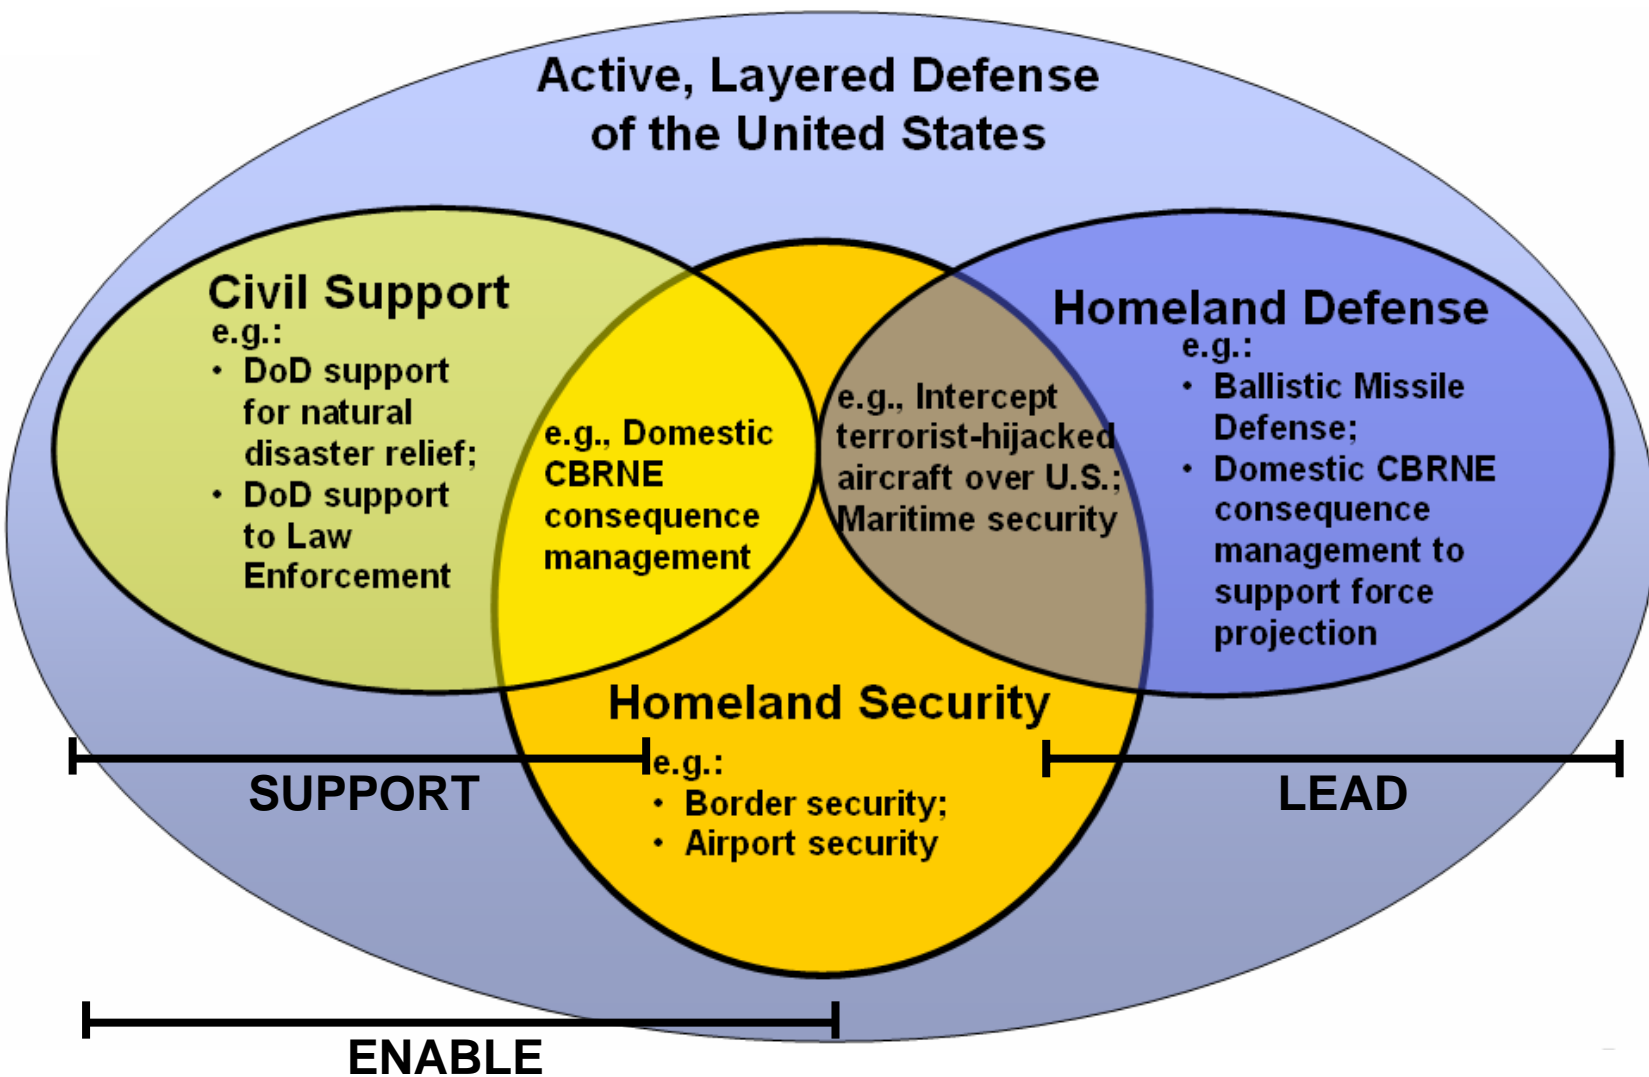 Active, Layered Defense
of the United States
Civil Support
e.g.:
• DoD support
for natural
disaster relief;
• DoD support
to Law
Enforcement
e.g., Domestic
CBRNE
consequence
management
e.g., Intercept
terrorist-hijacked
aircraft over U.S.;
Maritime security
Homeland Defense
e.g.:
• Ballistic Missile
Defense;
• Domestic CBRNE
consequence
management to
support force
projection
Homeland Security
e.g.:
• Border security;
• Airport security
SUPPORT
LEAD
ENABLE